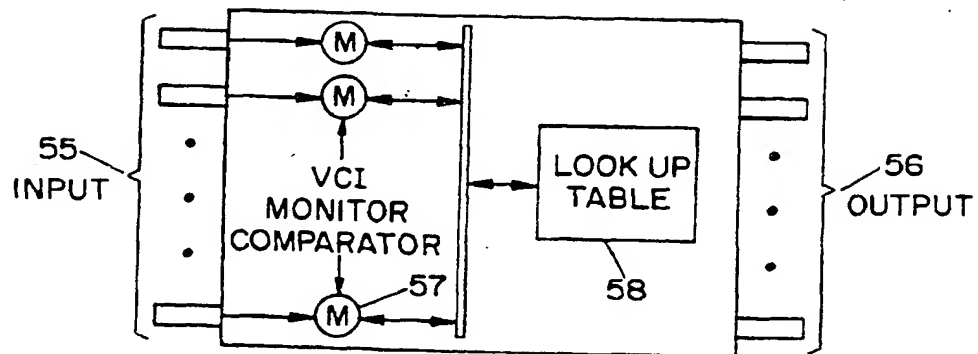 M
M
55
INPUT
VCI
MONITOR
COMPARATOR
57
M
LOOK UP
TABLE
58
56
OUTPUT